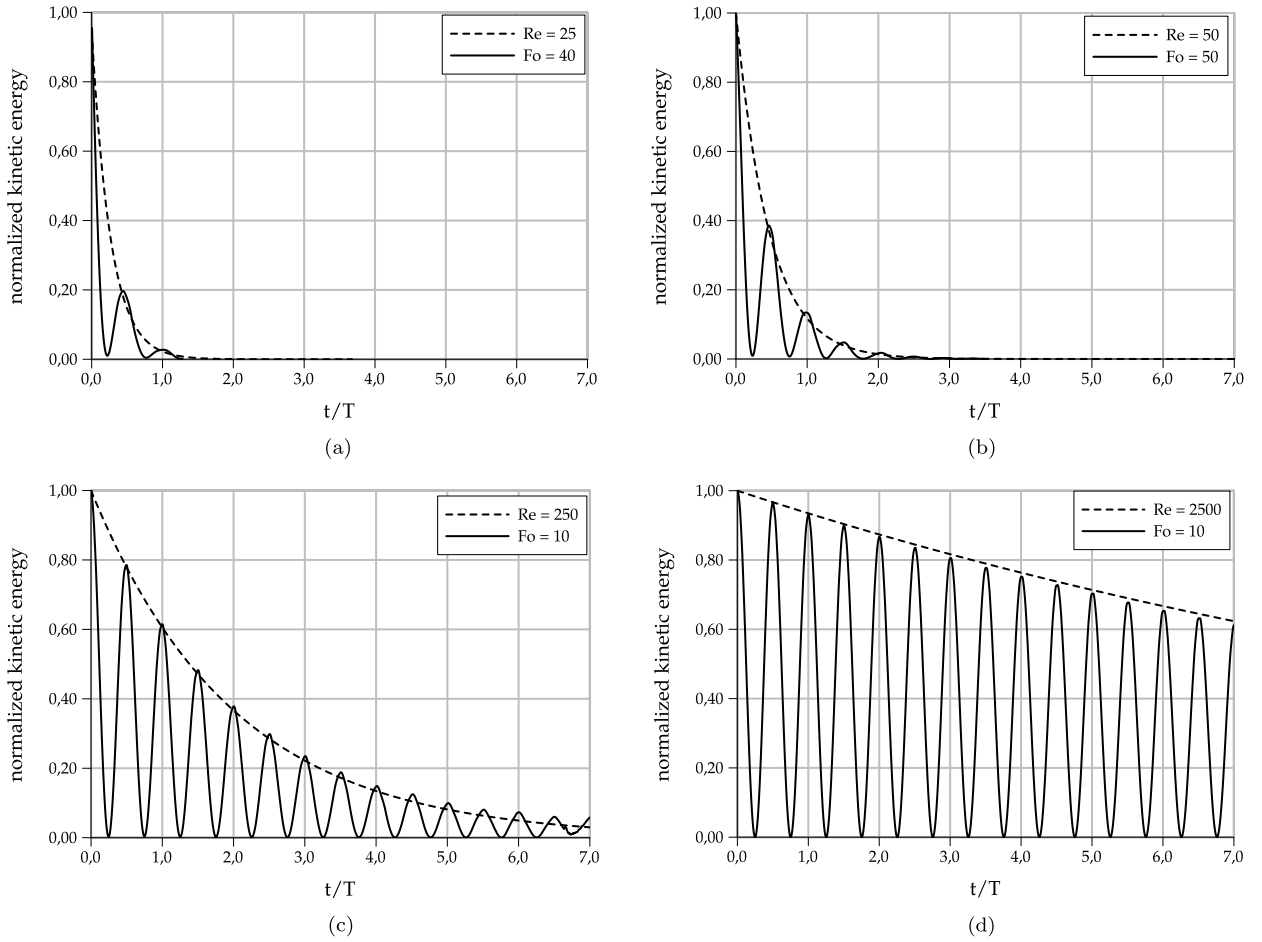 1,00
0,80
0,60
0,40
0,20
0,00
normalized kinetic energy
Re = 25
Fo = 40
0,0 1,0 2,0 3,0 4,0 5,0 6,0 7,0
t/T
(a)
1,00
0,80
0,60
0,40
0,20
0,00
normalized kinetic energy
Re = 50
Fo = 50
0,0 1,0 2,0 3,0 4,0 5,0 6,0 7,0
t/T
(b)
1,00
0,80
0,60
0,40
0,20
0,00
normalized kinetic energy
Re = 250
Fo = 10
0,0 1,0 2,0 3,0 4,0 5,0 6,0 7,0
t/T
(c)
1,00
0,80
0,60
0,40
0,20
0,00
normalized kinetic energy
Re = 2500
Fo = 10
0,0 1,0 2,0 3,0 4,0 5,0 6,0 7,0
t/T
(d)